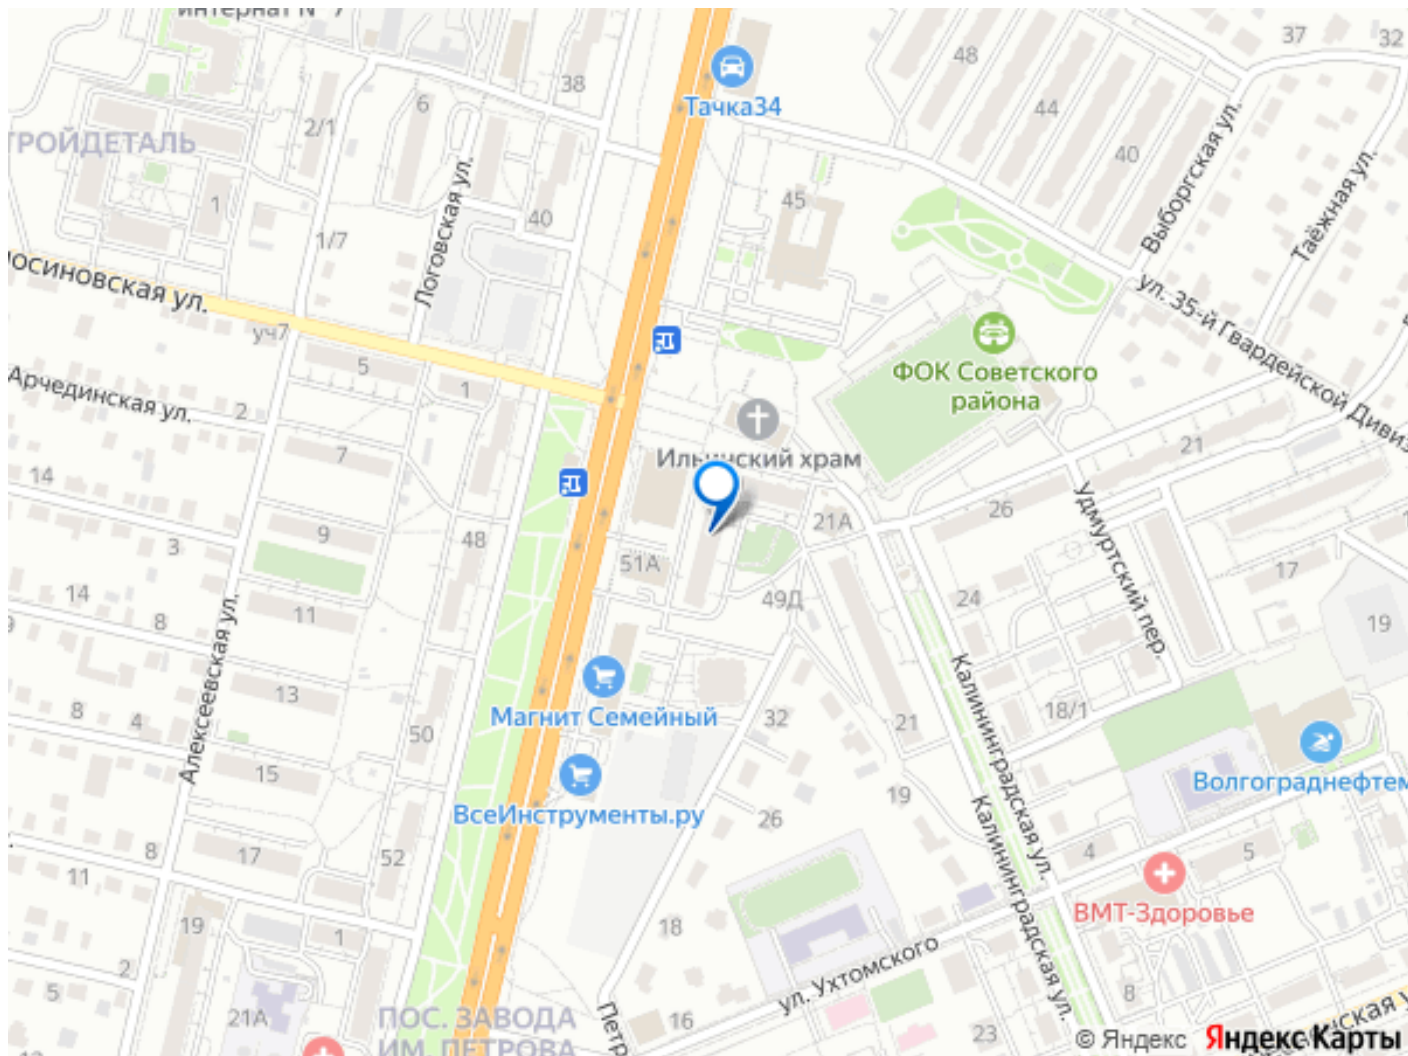 интернат № 7
37
32
48
38
Тачка34
6
44
2/1
ТРОЙДЕТАЛЬ
40
Выборгская ул.
Таёжная ул.
Логовская ул.
1
45
40
1/7
осиновская ул.
ул. 35-й Гвардейской Дивиз
уч7
5
1
ФОК Советского
района
Арчединская ул.
2
7
Ильинский храм
21
14
26
21А
Удмуртский пер.
9
48
3
51А
17
14
8
11
49Д
24
19
Алексеевская ул.
13
Магнит Семейный
32
18/1
8
4
50
21
Калининградская ул.
15
Волгограднефтем
ВсеИнструменты.ру
26
19
Калининградская ул.
8
17
52
4
5
11
ВМТ-Здоровье
19
1
18
ул. Ухтомского
2
5
8
21А
ПОС. ЗАВОДА
ИМ. ПЕТРОВА
Петр
16
23
нская у
© Яндекс Яндекс Карты